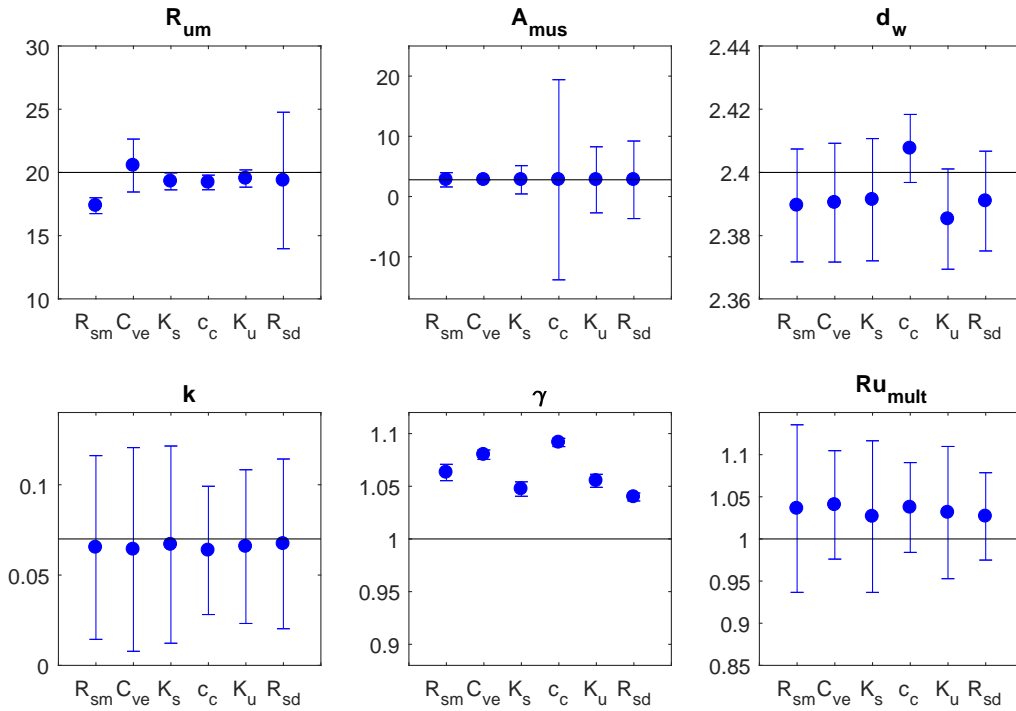 R_um
30
25
20
15
10
R_sm C_ve K_s c_c K_u R_sd
A_mus
20
10
0
-10
R_sm C_ve K_s c_c K_u R_sd
d_w
2.44
2.42
2.4
2.38
2.36
R_sm C_ve K_s c_c K_u R_sd
k
0.1
0.05
0
R_sm C_ve K_s c_c K_u R_sd
γ
1.1
1.05
1
0.95
0.9
R_sm C_ve K_s c_c K_u R_sd
Ru_mult
1.1
1.05
1
0.95
0.9
0.85
R_sm C_ve K_s c_c K_u R_sd